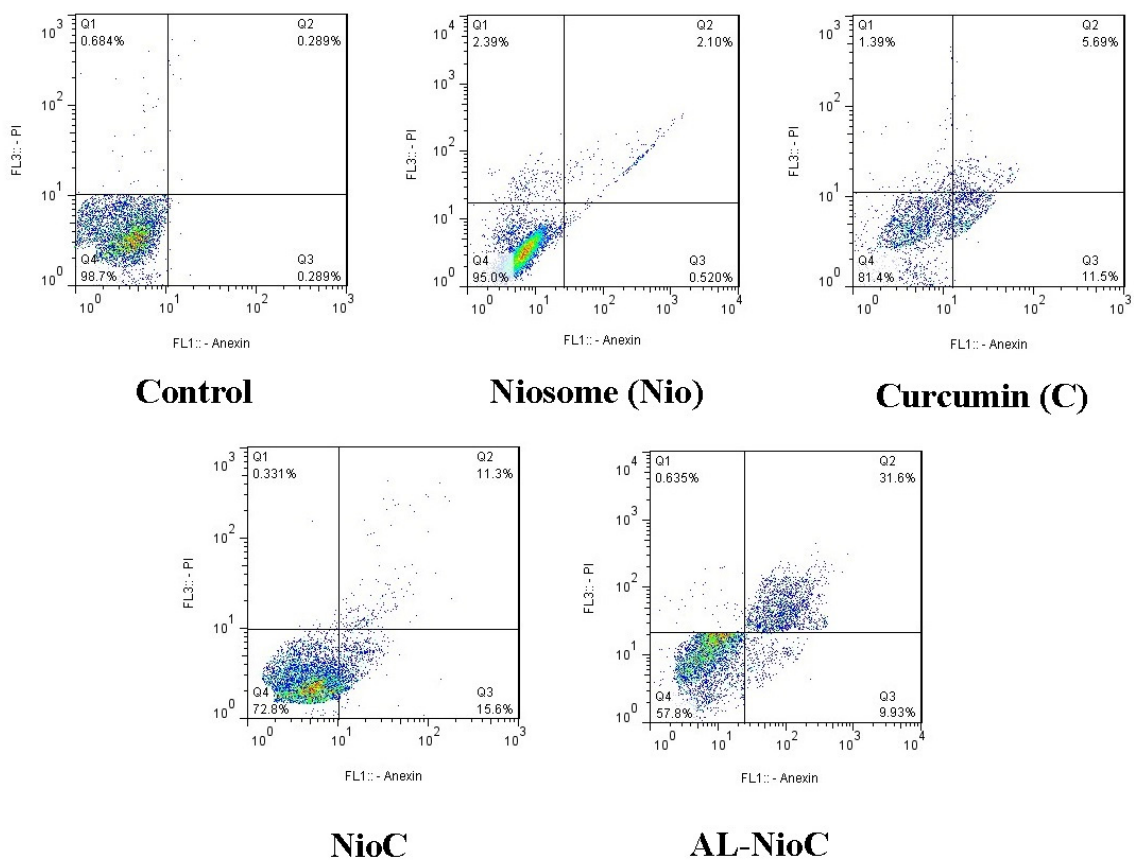 Q1
0.684%
Q2
0.289%
10^3
10^2
10^1
10^0
FL3:: - PI
Q4
98.7%
Q3
0.289%
10^0
10^1
10^2
10^3
FL1:: - Anexin
Control
Q1
2.39%
Q2
2.10%
10^4
10^3
10^2
10^1
10^0
FL3:: - PI
Q4
95.0%
Q3
0.520%
10^0
10^1
10^2
10^3
10^4
FL1:: - Anexin
Niosome (Nio)
Q1
1.39%
Q2
5.69%
10^3
10^2
10^1
10^0
FL3:: - PI
Q4
81.4%
Q3
11.5%
10^0
10^1
10^2
10^3
FL1:: - Anexin
Curcumin (C)
Q1
0.331%
Q2
11.3%
10^3
10^2
10^1
10^0
FL3:: - PI
Q4
72.8%
Q3
15.6%
10^0
10^1
10^2
10^3
FL1:: - Anexin
NioC
Q1
0.635%
Q2
31.6%
10^4
10^3
10^2
10^1
10^0
FL3:: - PI
Q4
57.8%
Q3
9.93%
10^0
10^1
10^2
10^3
10^4
FL1:: - Anexin
AL-NioC